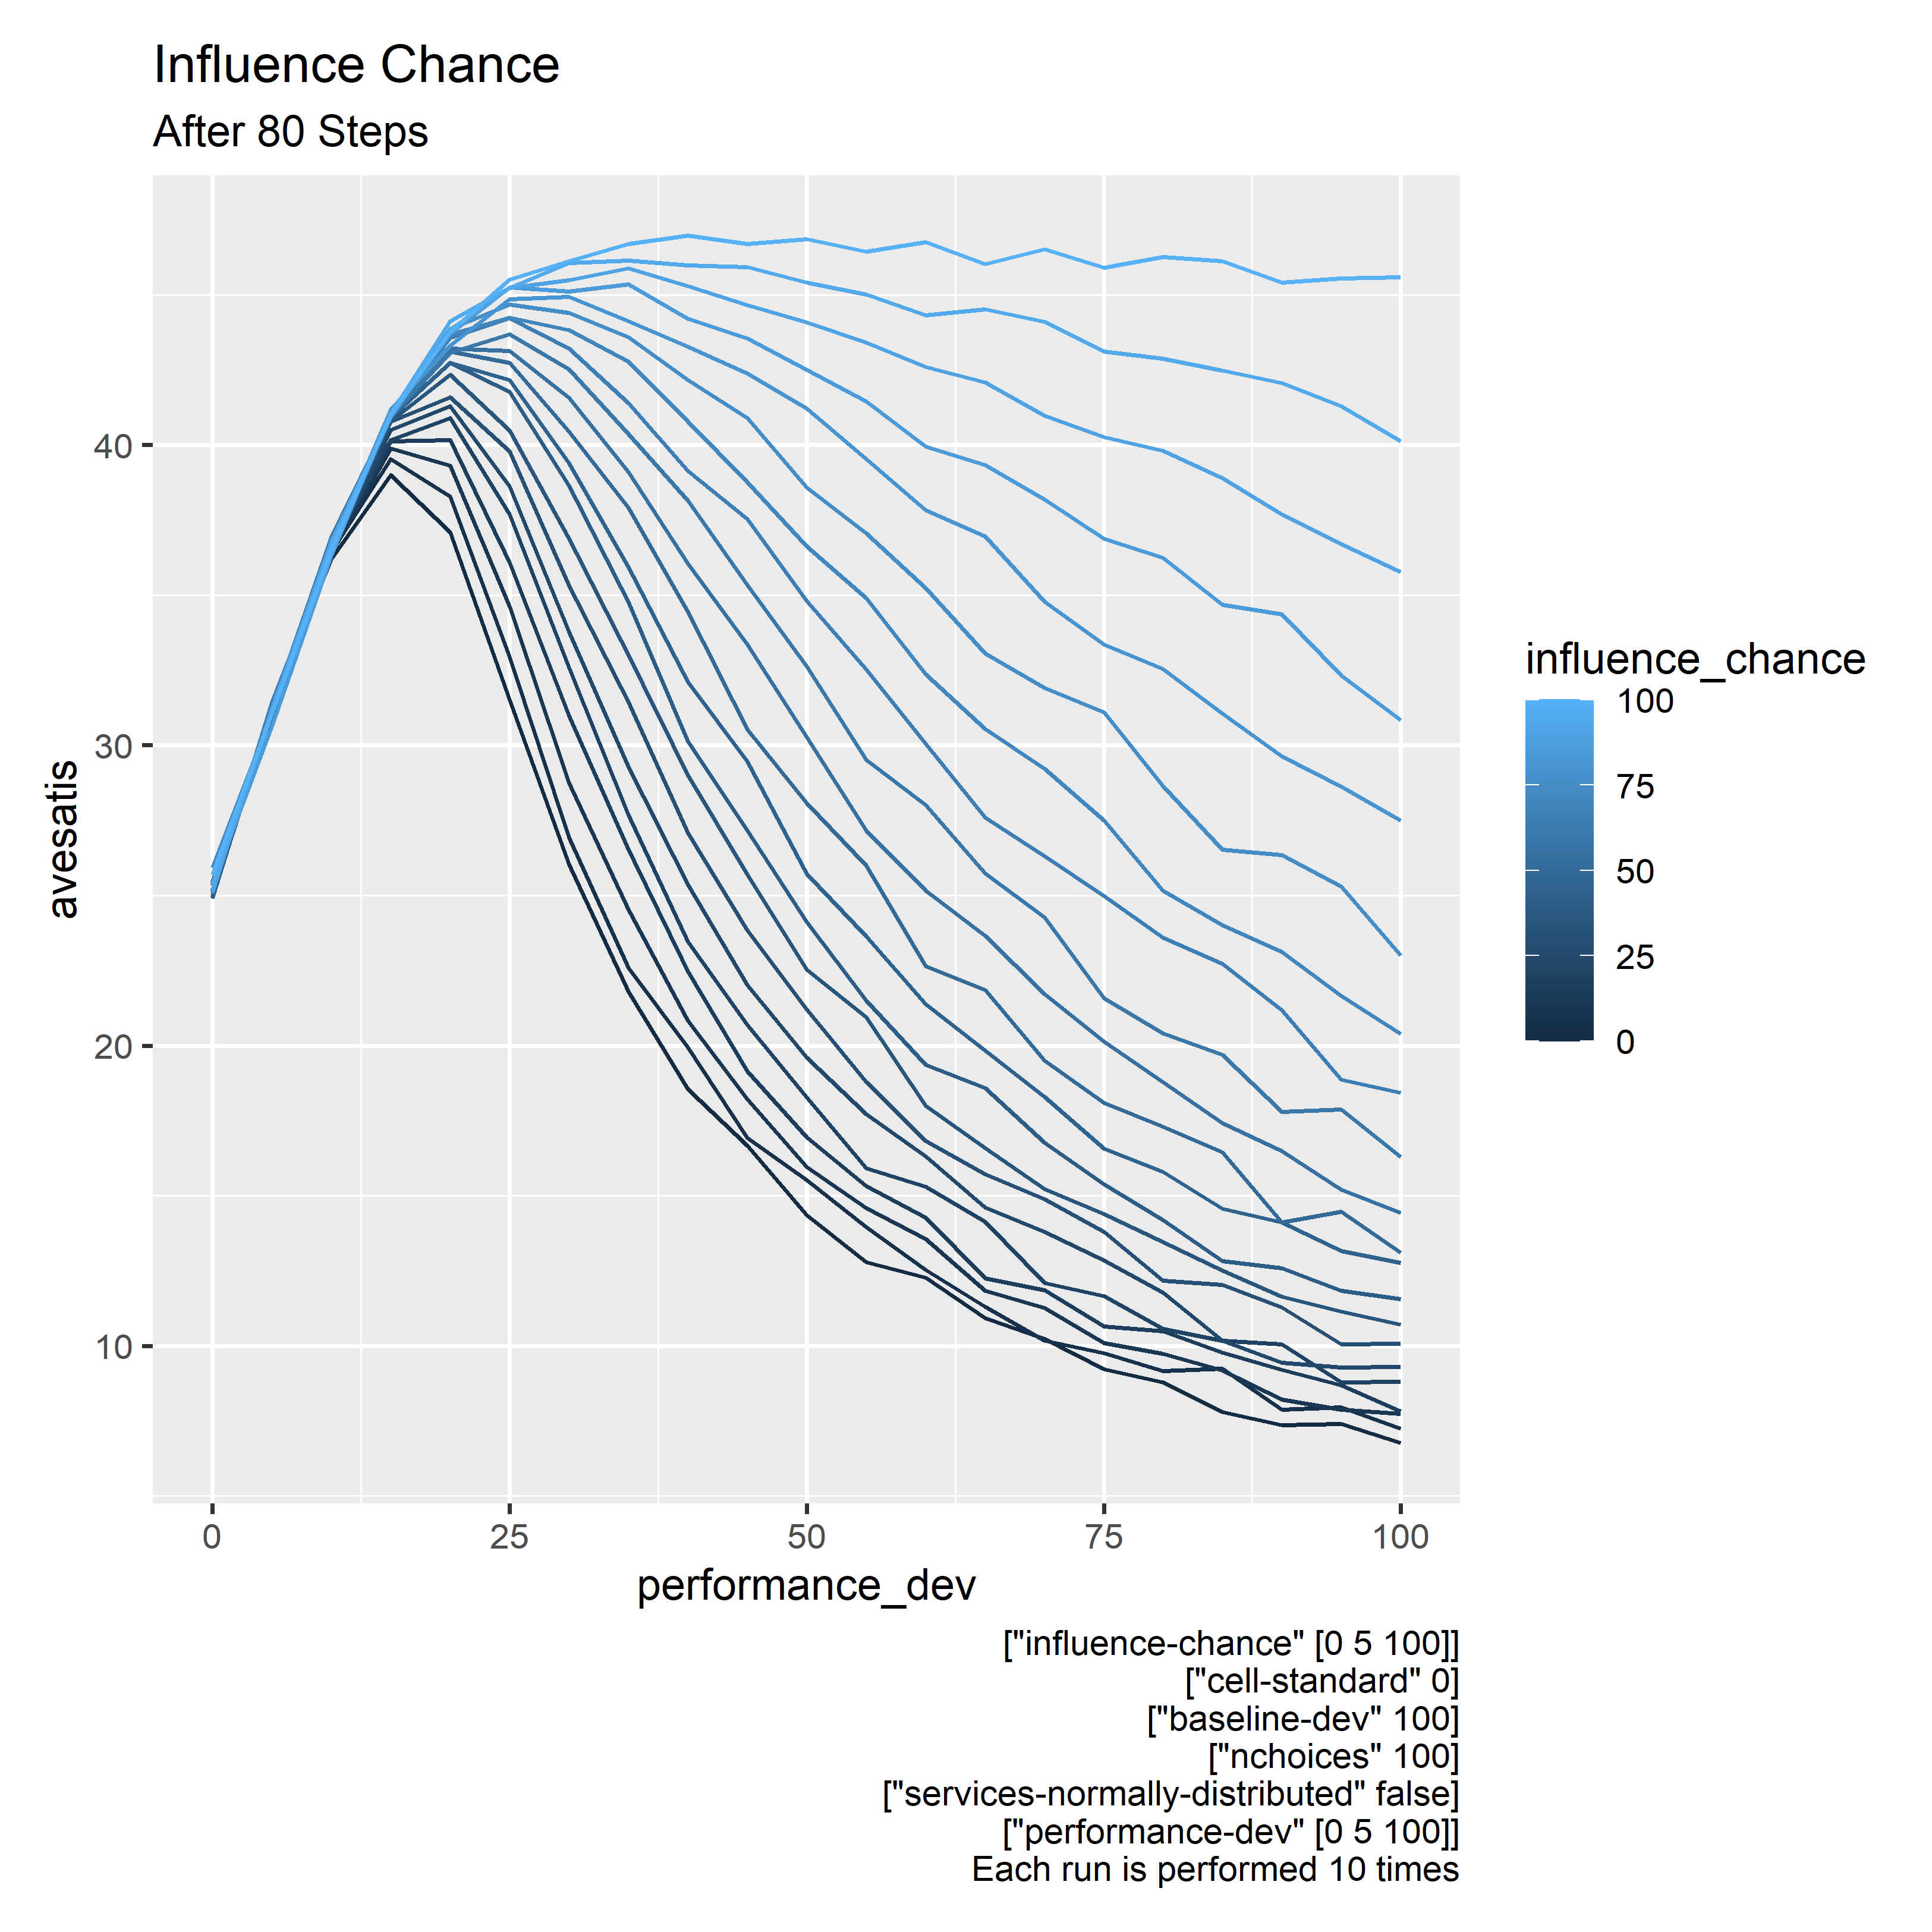 Influence Chance
After 80 Steps
40
30
20
10
avesatis
0 25 50 75 100
performance_dev
influence_chance
100
75
50
25
0
["influence-chance" [0 5 100]]
["cell-standard" 0]
["baseline-dev" 100]
["nchoices" 100]
["services-normally-distributed" false]
["performance-dev" [0 5 100]]
Each run is performed 10 times